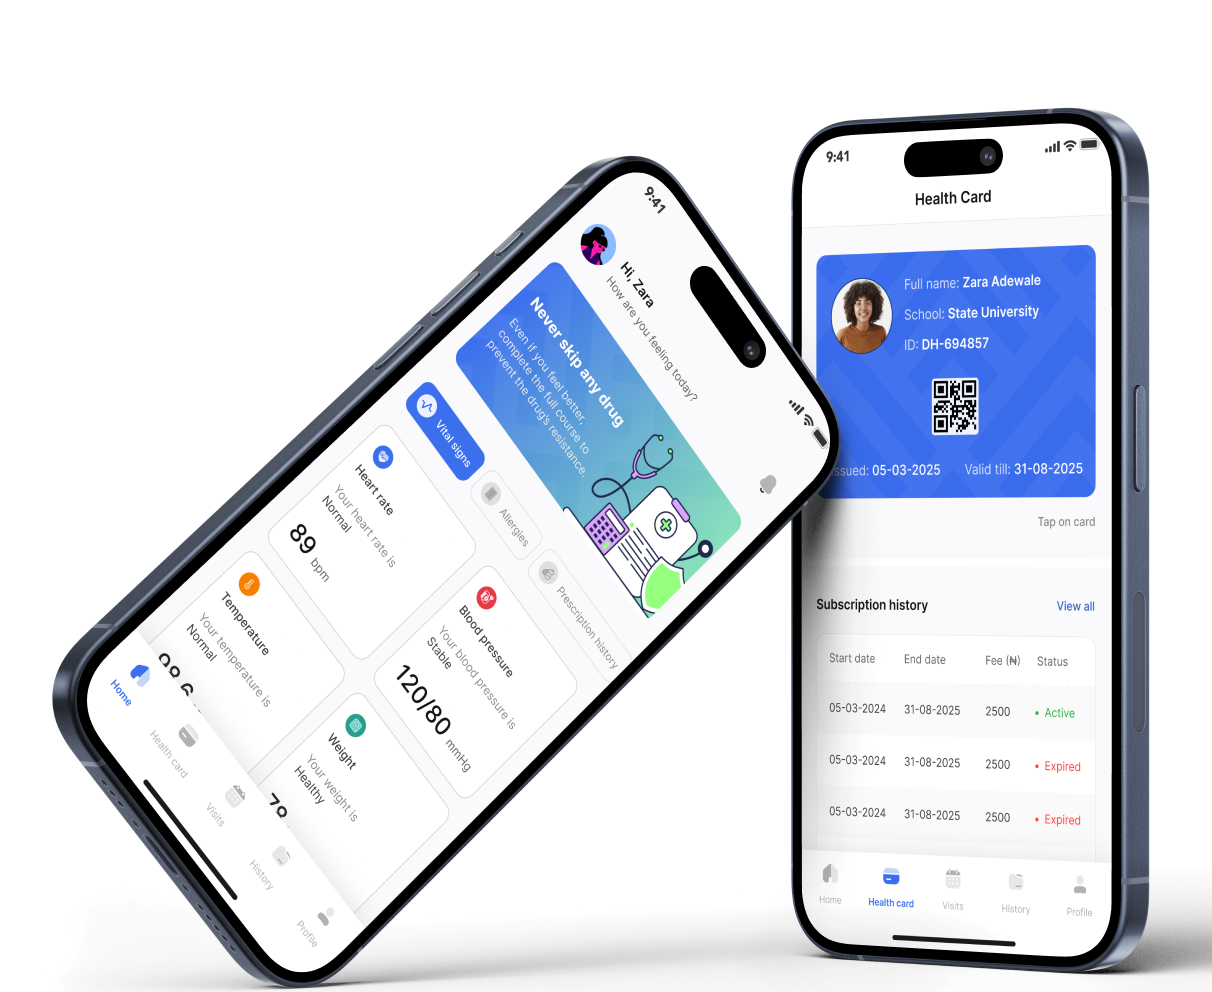 9:41
Hi, Zara
How are you feeling today?
Never skip any drug
Even if you feel better,
complete the full course to
prevent the drug's resistance.
Vital signs
Allergies
Prescription history
Heart rate
Your heart rate is
Normal
89 bpm
Blood pressure
Your blood pressure is
Stable
120/80 mmHg
Temperature
Your temperature is
Normal
Weight
Your weight is
Healthy
Home
Health card
Visits
History
Profile
9:41
Health Card
Full name: Zara Adewale
School: State University
ID: DH-694857
05-03-2025 Valid till: 31-08-2025
Tap on card
Subscription history View all
Start date End date Fee (₦) Status
05-03-2024 31-08-2025 2500 • Active
05-03-2024 31-08-2025 2500 • Expired
05-03-2024 31-08-2025 2500 • Expired
Home Health card Visits History Profile